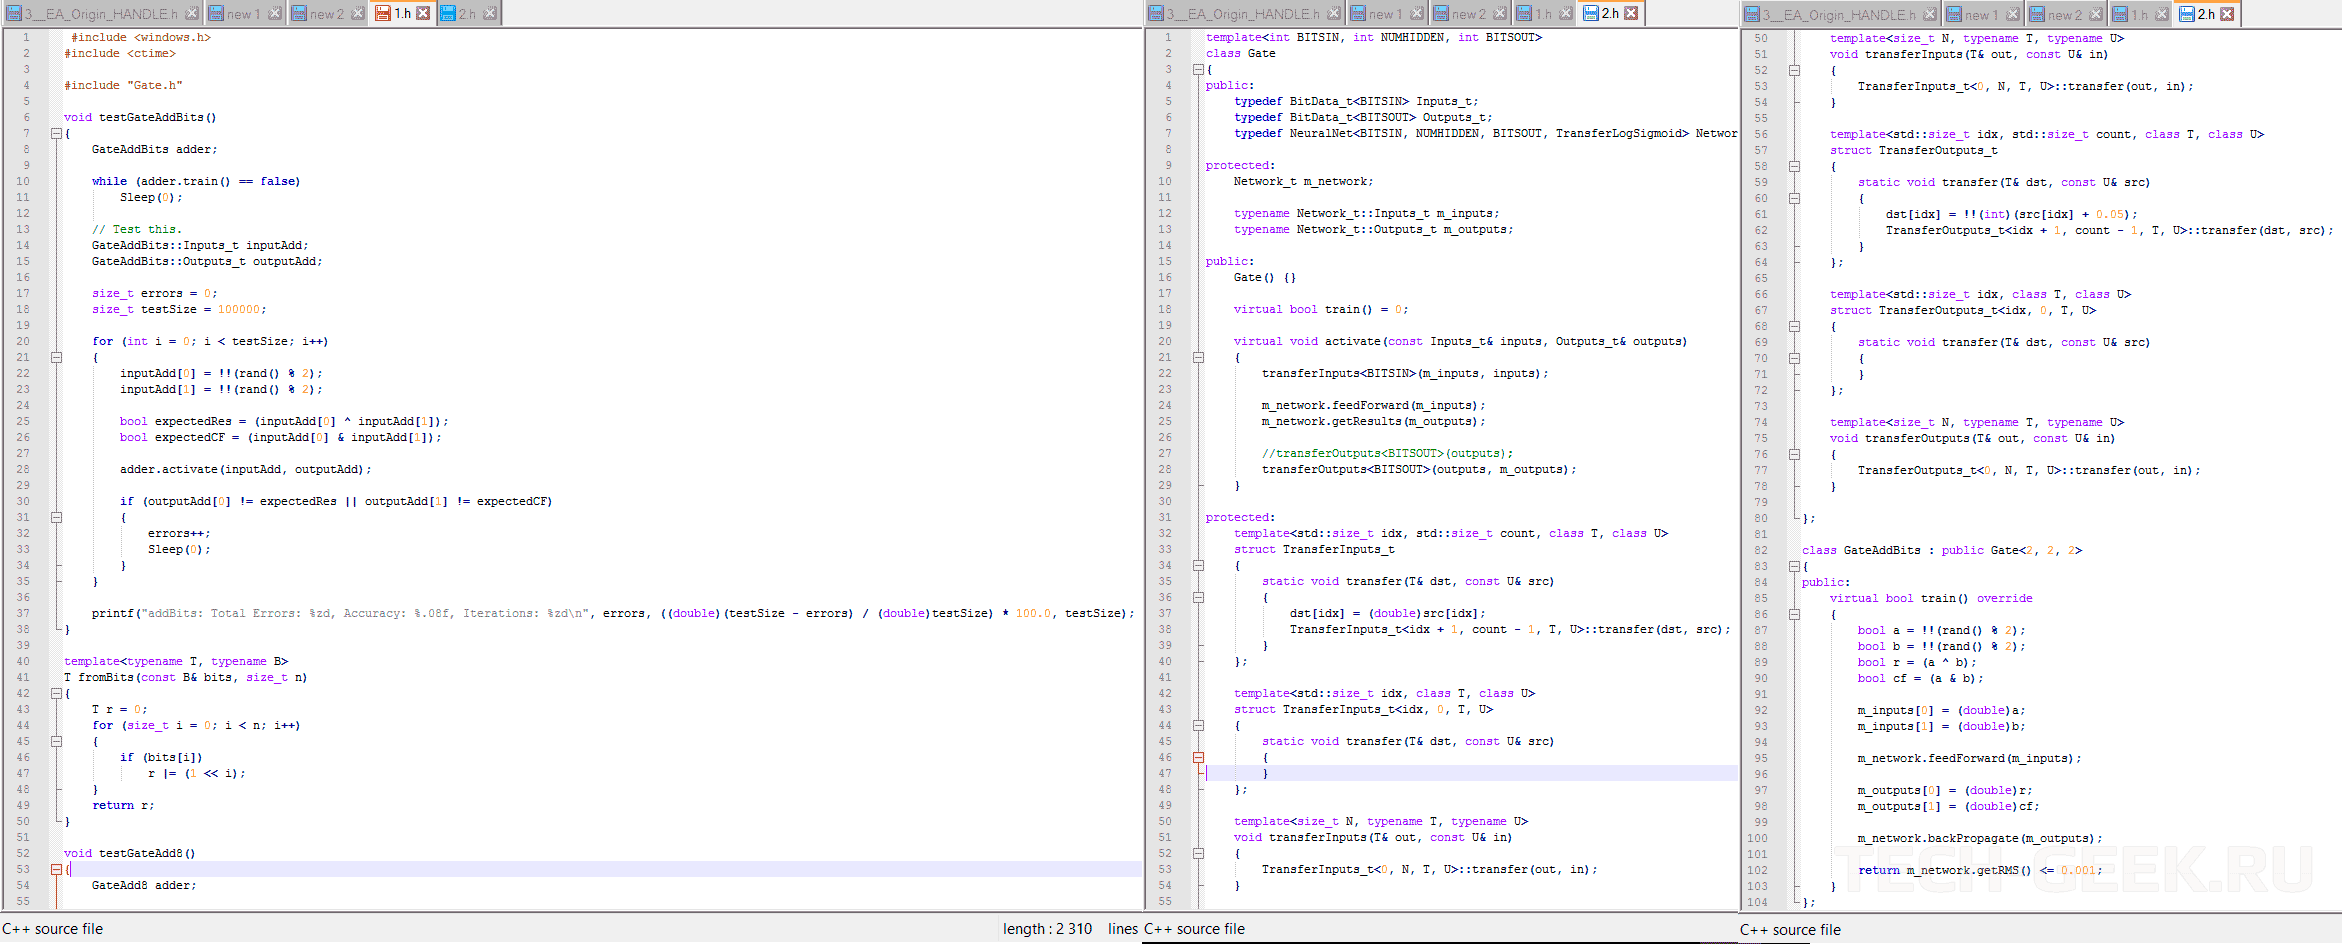 3__EA_Origin_HANDLE.h new 1 new 2 1.h 2.h
1 #include <windows.h>
2 #include <ctime>
3
4 #include "Gate.h"
5
6 void testGateAddBits()
7 {
8 GateAddBits adder;
9
10 while (adder.train() == false)
11 Sleep(0);
12
13 // Test this.
14 GateAddBits::Inputs_t inputAdd;
15 GateAddBits::Outputs_t outputAdd;
16
17 size_t errors = 0;
18 size_t testSize = 100000;
19
20 for (int i = 0; i < testSize; i++)
21 {
22 inputAdd[0] = !!(rand() % 2);
23 inputAdd[1] = !!(rand() % 2);
24
25 bool expectedRes = (inputAdd[0] ^ inputAdd[1]);
26 bool expectedCF = (inputAdd[0] & inputAdd[1]);
27
28 adder.activate(inputAdd, outputAdd);
29
30 if (outputAdd[0] != expectedRes || outputAdd[1] != expectedCF)
31 {
32 errors++;
33 Sleep(0);
34 }
35 }
36
37 printf("addBits: Total Errors: %zd, Accuracy: %.08f, Iterations: %zd\n", errors, ((double)(testSize - errors) / (double)testSize) * 100.0, testSize);
38 }
39
40 template<typename T, typename B>
41 T fromBits(const B& bits, size_t n)
42 {
43 T r = 0;
44 for (size_t i = 0; i < n; i++)
45 {
46 if (bits[i])
47 r |= (1 << i);
48 }
49 return r;
50 }
51
52 void testGateAdd8()
53 {
54 GateAdd8 adder;
55
C++ source file length : 2 310 lines
3__EA_Origin_HANDLE.h new 1 new 2 1.h 2.h
1 template<int BITSIN, int NUMHIDDEN, int BITSOUT>
2 class Gate
3 {
4 public:
5 typedef BitData_t<BITSIN> Inputs_t;
6 typedef BitData_t<BITSOUT> Outputs_t;
7 typedef NeuralNet<BITSIN, NUMHIDDEN, BITSOUT, TransferLogSigmoid> Networ
8
9 protected:
10 Network_t m_network;
11
12 typename Network_t::Inputs_t m_inputs;
13 typename Network_t::Outputs_t m_outputs;
14
15 public:
16 Gate() {}
17
18 virtual bool train() = 0;
19
20 virtual void activate(const Inputs_t& inputs, Outputs_t& outputs)
21 {
22 transferInputs<BITSIN>(m_inputs, inputs);
23
24 m_network.feedForward(m_inputs);
25 m_network.getResults(m_outputs);
26
27 //transferOutputs<BITSOUT>(outputs);
28 transferOutputs<BITSOUT>(outputs, m_outputs);
29 }
30
31 protected:
32 template<std::size_t idx, std::size_t count, class T, class U>
33 struct TransferInputs_t
34 {
35 static void transfer(T& dst, const U& src)
36 {
37 dst[idx] = (double)src[idx];
38 TransferInputs_t<idx + 1, count - 1, T, U>::transfer(dst, src);
39 }
40 };
41
42 template<std::size_t idx, class T, class U>
43 struct TransferInputs_t<idx, 0, T, U>
44 {
45 static void transfer(T& dst, const U& src)
46 {
47 }
48 };
49
50 template<size_t N, typename T, typename U>
51 void transferInputs(T& out, const U& in)
52 {
53 TransferInputs_t<0, N, T, U>::transfer(out, in);
54 }
55
C++ source file
3__EA_Origin_HANDLE.h new 1 new 2 1.h 2.h
50 template<size_t N, typename T, typename U>
51 void transferInputs(T& out, const U& in)
52 {
53 TransferInputs_t<0, N, T, U>::transfer(out, in);
54 }
55
56 template<std::size_t idx, std::size_t count, class T, class U>
57 struct TransferOutputs_t
58 {
59 static void transfer(T& dst, const U& src)
60 {
61 dst[idx] = !!(int)(src[idx] + 0.05);
62 TransferOutputs_t<idx + 1, count - 1, T, U>::transfer(dst, src);
63 }
64 };
65
66 template<std::size_t idx, class T, class U>
67 struct TransferOutputs_t<idx, 0, T, U>
68 {
69 static void transfer(T& dst, const U& src)
70 {
71 }
72 };
73
74 template<size_t N, typename T, typename U>
75 void transferOutputs(T& out, const U& in)
76 {
77 TransferOutputs_t<0, N, T, U>::transfer(out, in);
78 }
79
80 };
81
82 class GateAddBits : public Gate<2, 2, 2>
83 {
84 public:
85 virtual bool train() override
86 {
87 bool a = !!(rand() % 2);
88 bool b = !!(rand() % 2);
89 bool r = (a ^ b);
90 bool cf = (a & b);
91
92 m_inputs[0] = (double)a;
93 m_inputs[1] = (double)b;
94
95 m_network.feedForward(m_inputs);
96
97 m_outputs[0] = (double)r;
98 m_outputs[1] = (double)cf;
99
100 m_network.backPropagate(m_outputs);
101
102 return m_network.getRMS() <= 0.001;
103 }
104 };
TECH-GEEK.RU
C++ source file